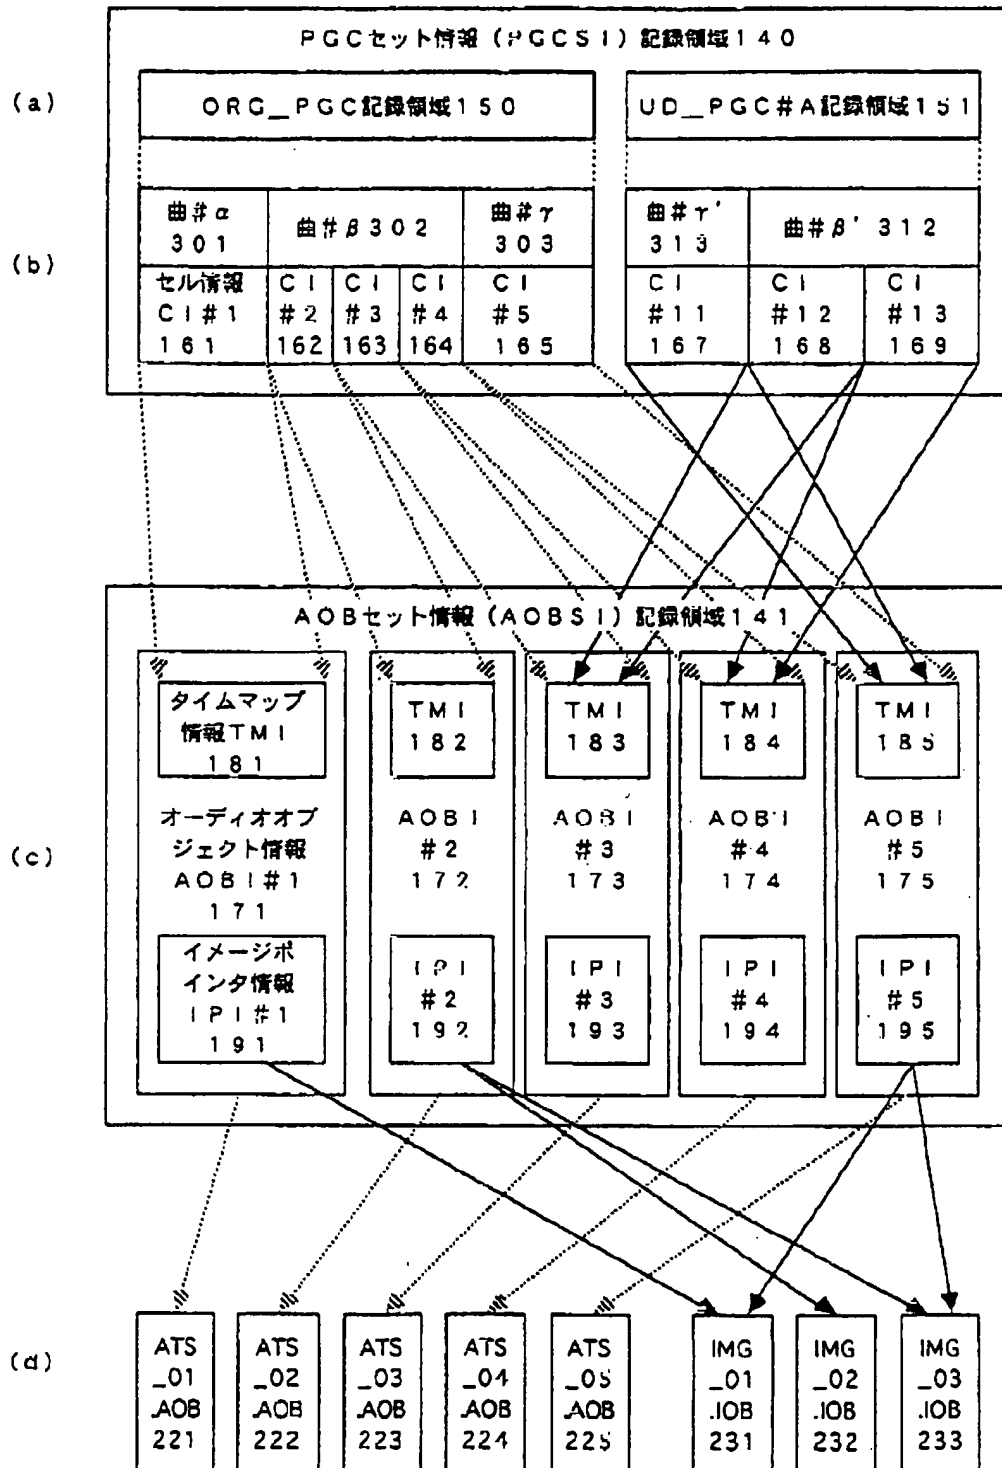 PGCセット情報(PGCSI)記録領域140
(a)
ORG__PGC記録領域150
UD__PGC#A記録領域151
(b)
曲#α
301
曲#β302
曲#γ
303
曲#γ'
313
曲#β'312
セル情報
CI#1
161
CI
#2
162
CI
#3
163
CI
#4
164
CI
#5
165
CI
#11
167
CI
#12
168
CI
#13
169
AOBセット情報(AOBSI)記録領域141
(c)
タイムマップ
情報TMI
181
オーディオオブ
ジェクト情報
AOBI#1
171
イメージポ
インタ情報
IPI#1
191
TMI
182
AOBI
#2
172
IPI
#2
192
TMI
183
AOBI
#3
173
IPI
#3
193
TMI
184
AOBI
#4
174
IPI
#4
194
TMI
185
AOBI
#5
175
IPI
#5
195
(d)
ATS
_01
.AOB
221
ATS
_02
.AOB
222
ATS
_03
.AOB
223
ATS
_04
.AOB
224
ATS
_05
.AOB
225
IMG
_01
.IOB
231
IMG
_02
.IOB
232
IMG
_03
.IOB
233